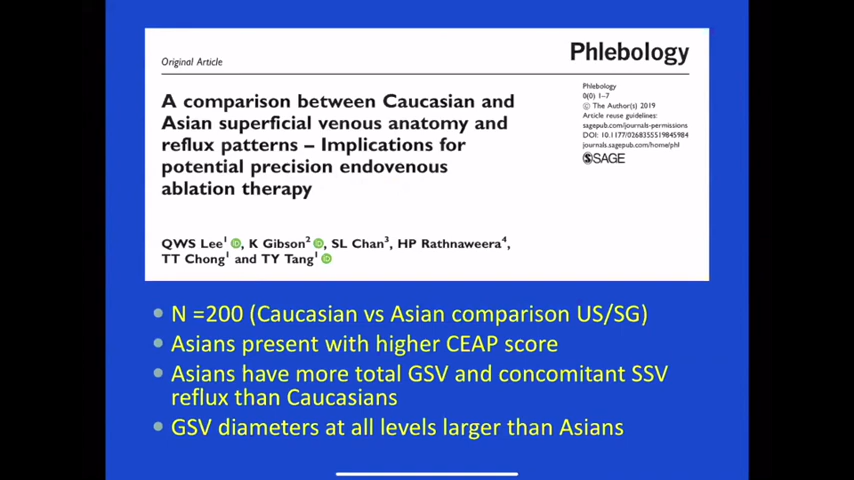 Original Article
Phlebology
A comparison between Caucasian and
Asian superficial venous anatomy and
reflux patterns – Implications for
potential precision endovenous
ablation therapy
Phlebology
0(0) 1–7
© The Author(s) 2019
Article reuse guidelines:
sagepub.com/journals-permissions
DOI: 10.1177/0268355519845984
journals.sagepub.com/home/phl
SAGE
QWS Lee1, K Gibson2, SL Chan3, HP Rathnaweera4,
TT Chong1 and TY Tang1
• N =200 (Caucasian vs Asian comparison US/SG)
• Asians present with higher CEAP score
• Asians have more total GSV and concomitant SSV
reflux than Caucasians
• GSV diameters at all levels larger than Asians